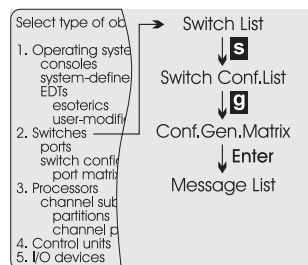 Select type of ob
1. Operating syste
consoles
system-define
EDTs
esoterics
user-modifi
2. Switches
ports
switch config
port matrix
3. Processors
channel sub
partitions
channel p
4. Control units
5. I/O devices
Switch List
s
Switch Conf.List
g
Conf.Gen.Matrix
Enter
Message List